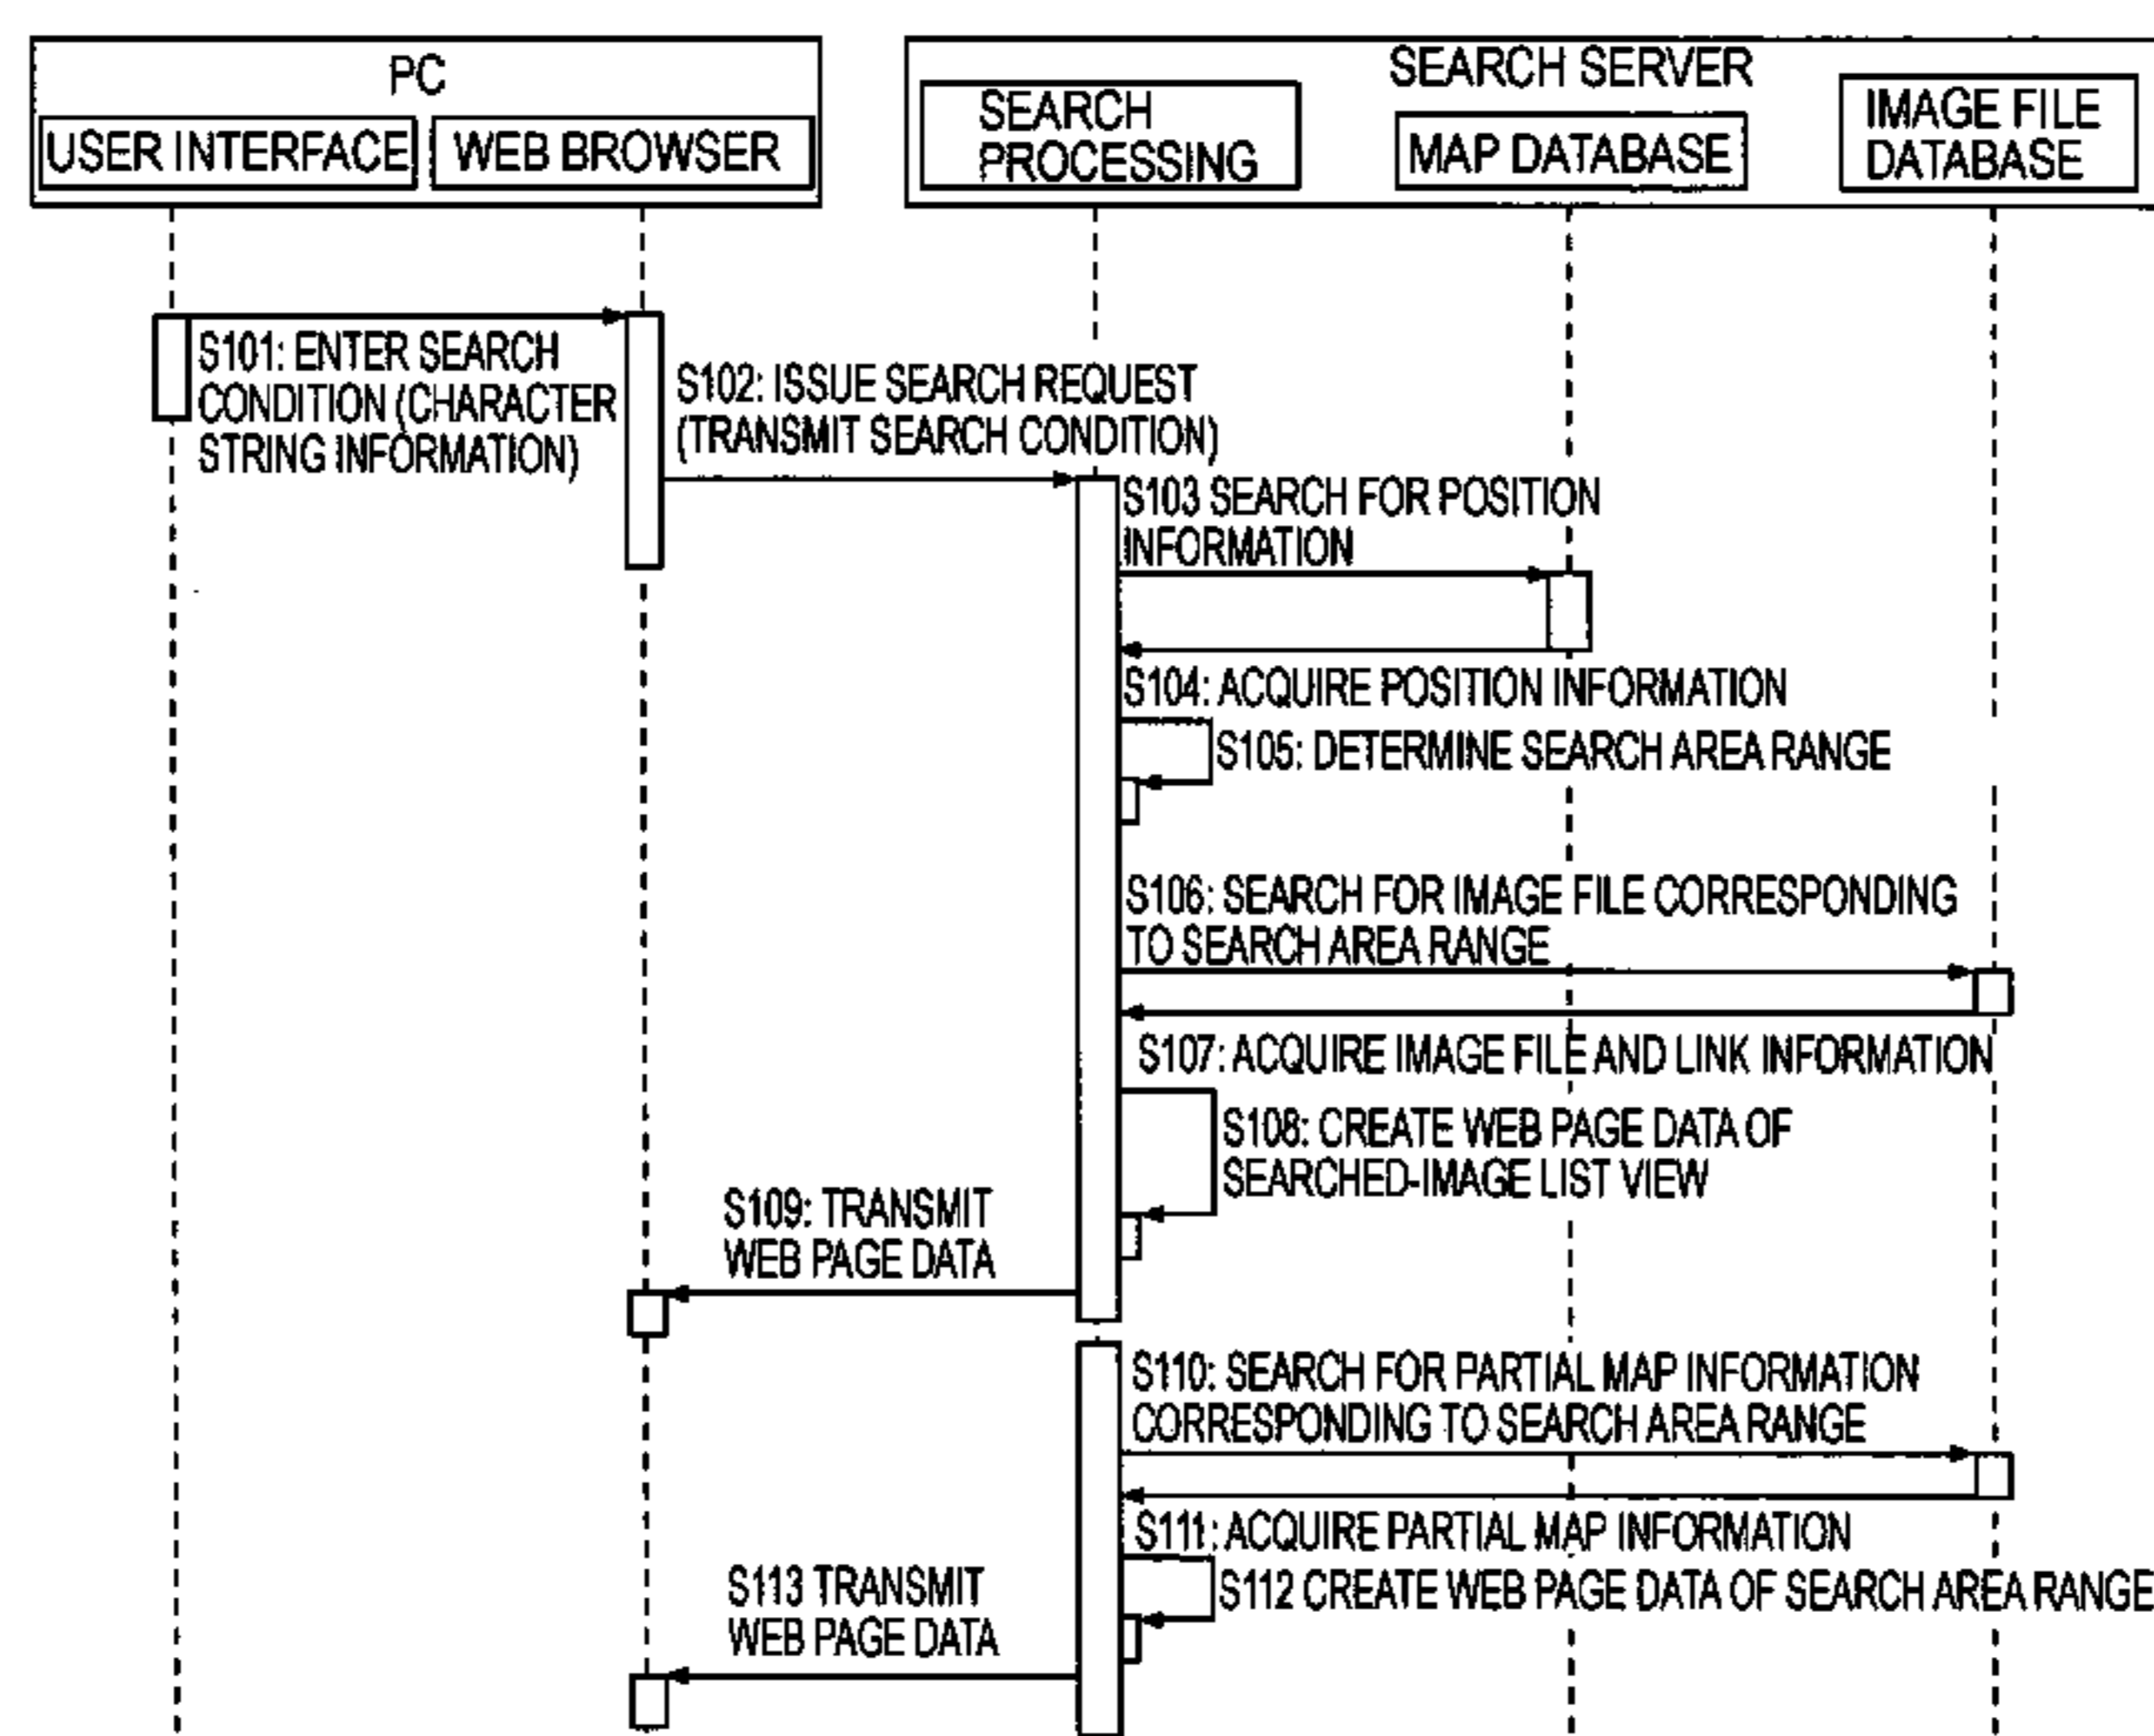 PC
USER INTERFACE
WEB BROWSER
SEARCH SERVER
SEARCH
PROCESSING
MAP DATABASE
IMAGE FILE
DATABASE
S101: ENTER SEARCH
CONDITION (CHARACTER
STRING INFORMATION)
S102: ISSUE SEARCH REQUEST
(TRANSMIT SEARCH CONDITION)
S103 SEARCH FOR POSITION
INFORMATION
S104: ACQUIRE POSITION INFORMATION
S105: DETERMINE SEARCH AREA RANGE
S106: SEARCH FOR IMAGE FILE CORRESPONDING
TO SEARCH AREA RANGE
S107: ACQUIRE IMAGE FILE AND LINK INFORMATION
S108: CREATE WEB PAGE DATA OF
SEARCHED-IMAGE LIST VIEW
S109: TRANSMIT
WEB PAGE DATA
S110: SEARCH FOR PARTIAL MAP INFORMATION
CORRESPONDING TO SEARCH AREA RANGE
S111: ACQUIRE PARTIAL MAP INFORMATION
S112 CREATE WEB PAGE DATA OF SEARCH AREA RANGE
S113 TRANSMIT
WEB PAGE DATA